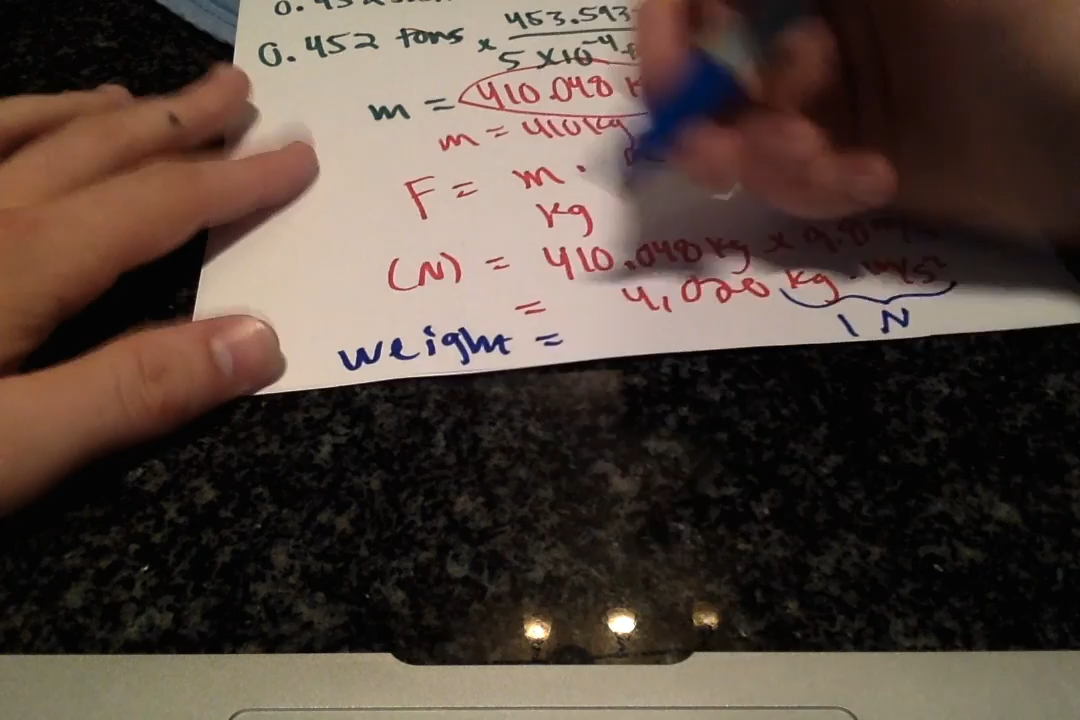 0.452 tons × 453.593
5 × 10⁻⁴
m = 410.048 K
m = 410 kg
F = m ·
kg
(N) = 410.048 kg × 9.8
= 4,020 kg · m/s²
1 N
weight =